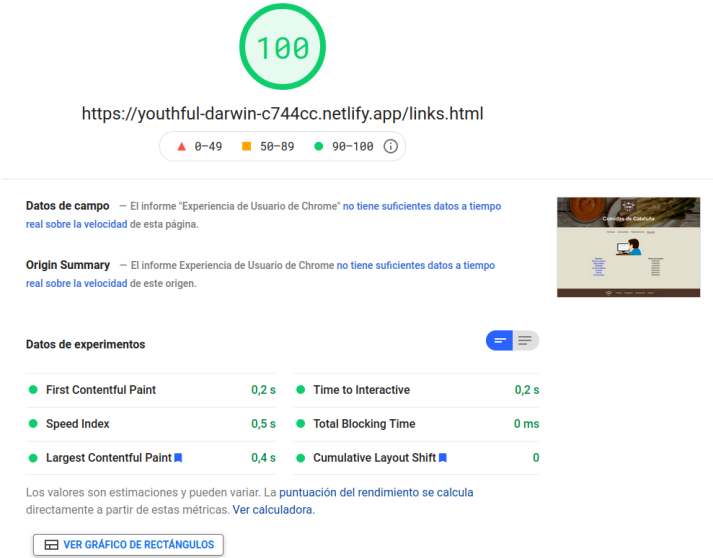 100
https://youthful-darwin-c744cc.netlify.app/links.html
0–49 50–89 90–100
Datos de campo — El informe "Experiencia de Usuario de Chrome" no tiene suficientes datos a tiempo
real sobre la velocidad de esta página.
Origin Summary — El informe Experiencia de Usuario de Chrome no tiene suficientes datos a tiempo
real sobre la velocidad de este origen.
Comidas de Cataluña
Datos de experimentos
First Contentful Paint 0,2 s
Time to Interactive 0,2 s
Speed Index 0,5 s
Total Blocking Time 0 ms
Largest Contentful Paint 0,4 s
Cumulative Layout Shift 0
Los valores son estimaciones y pueden variar. La puntuación del rendimiento se calcula
directamente a partir de estas métricas. Ver calculadora.
VER GRÁFICO DE RECTÁNGULOS